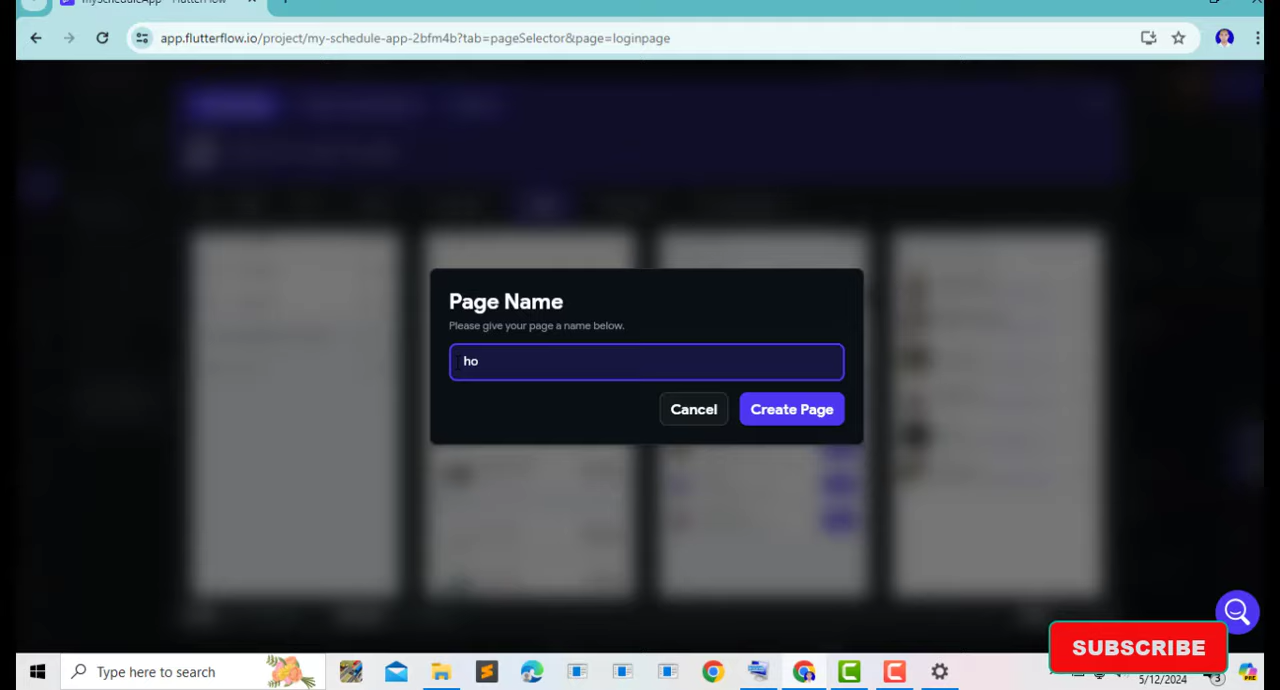 app.flutterflow.io/project/my-schedule-app-2bfm4b?tab=pageSelector&page=loginpage
Page Name
Please give your page a name below.
ho
Cancel
Create Page
SUBSCRIBE
Type here to search
5/12/2024
3